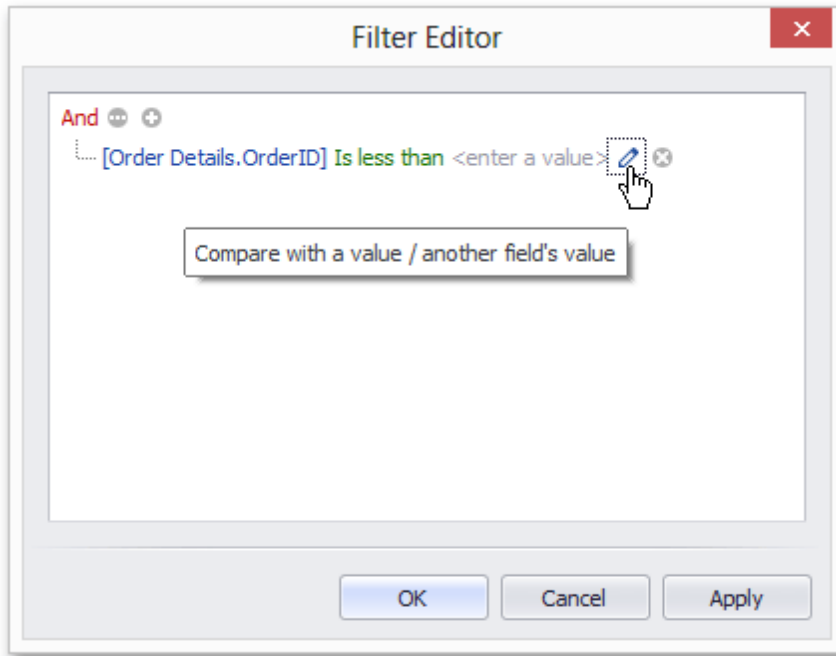 Filter Editor
And
[Order Details.OrderID] Is less than <enter a value>
Compare with a value / another field's value
OK Cancel Apply